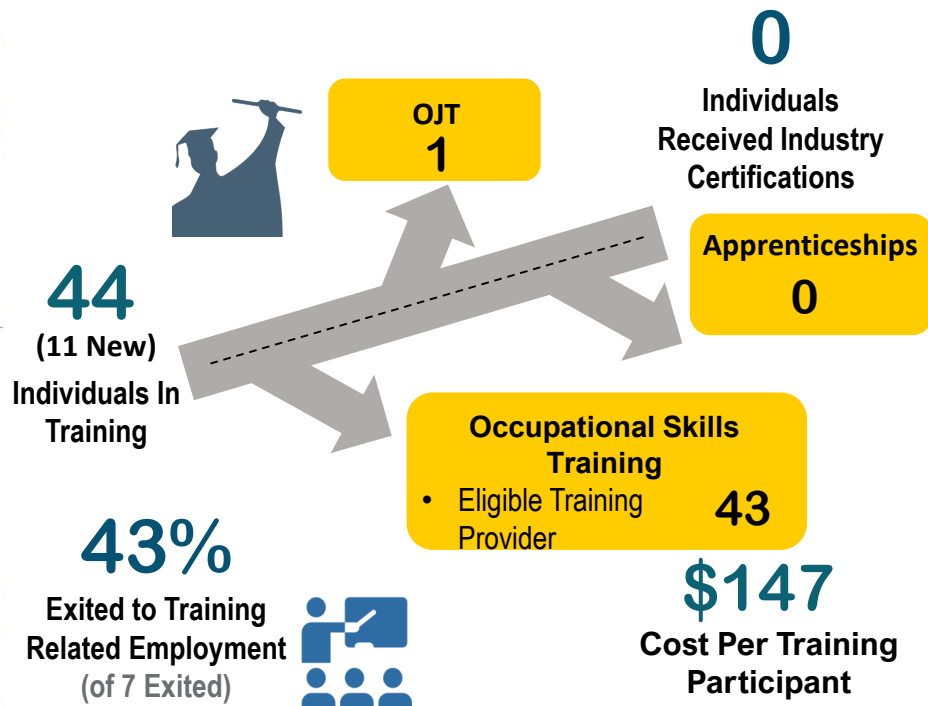 0
Individuals
Received Industry
Certifications
OJT
1
Apprenticeships
0
44
(11 New)
Individuals In
Training
Occupational Skills
Training
• Eligible Training
Provider
43
43%
Exited to Training
Related Employment
(of 7 Exited)
$147
Cost Per Training
Participant